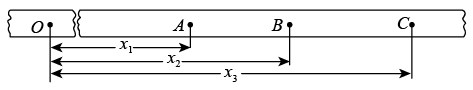 O A B C
x₁
x₂
x₃